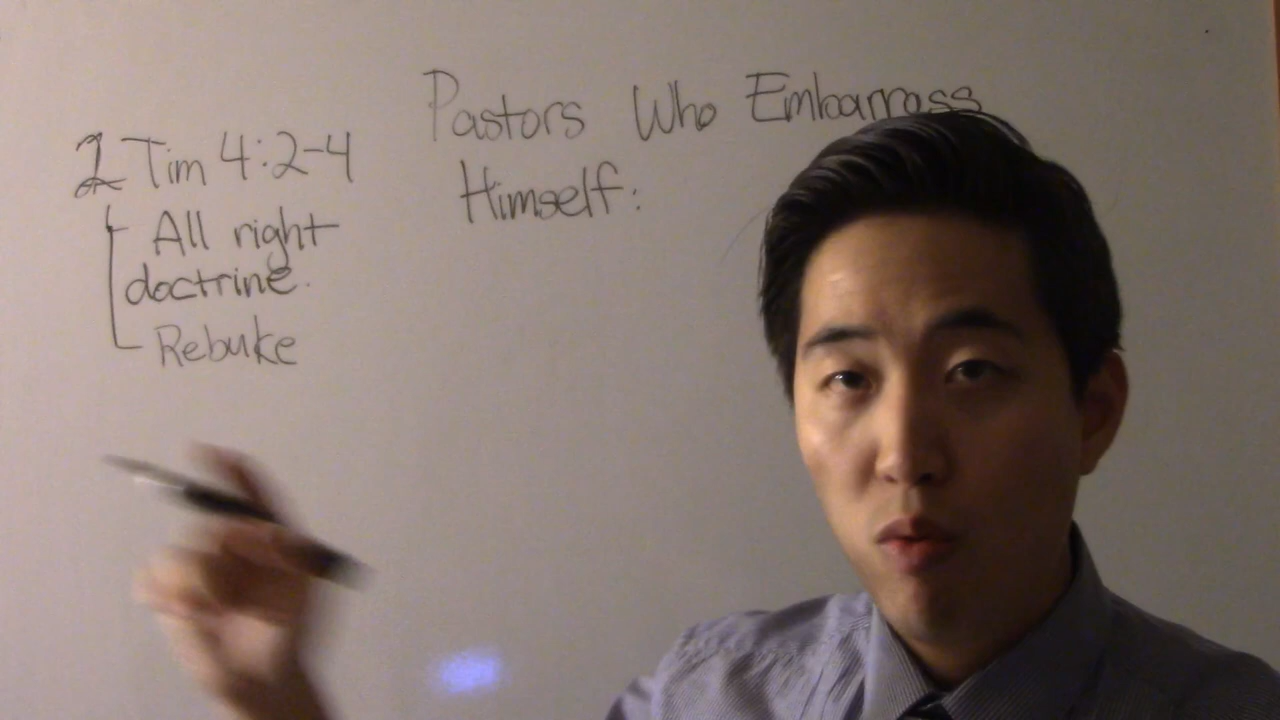 Pastors Who Embarrass
Himself:
2 Tim 4:2-4
All right
doctrine.
Rebuke